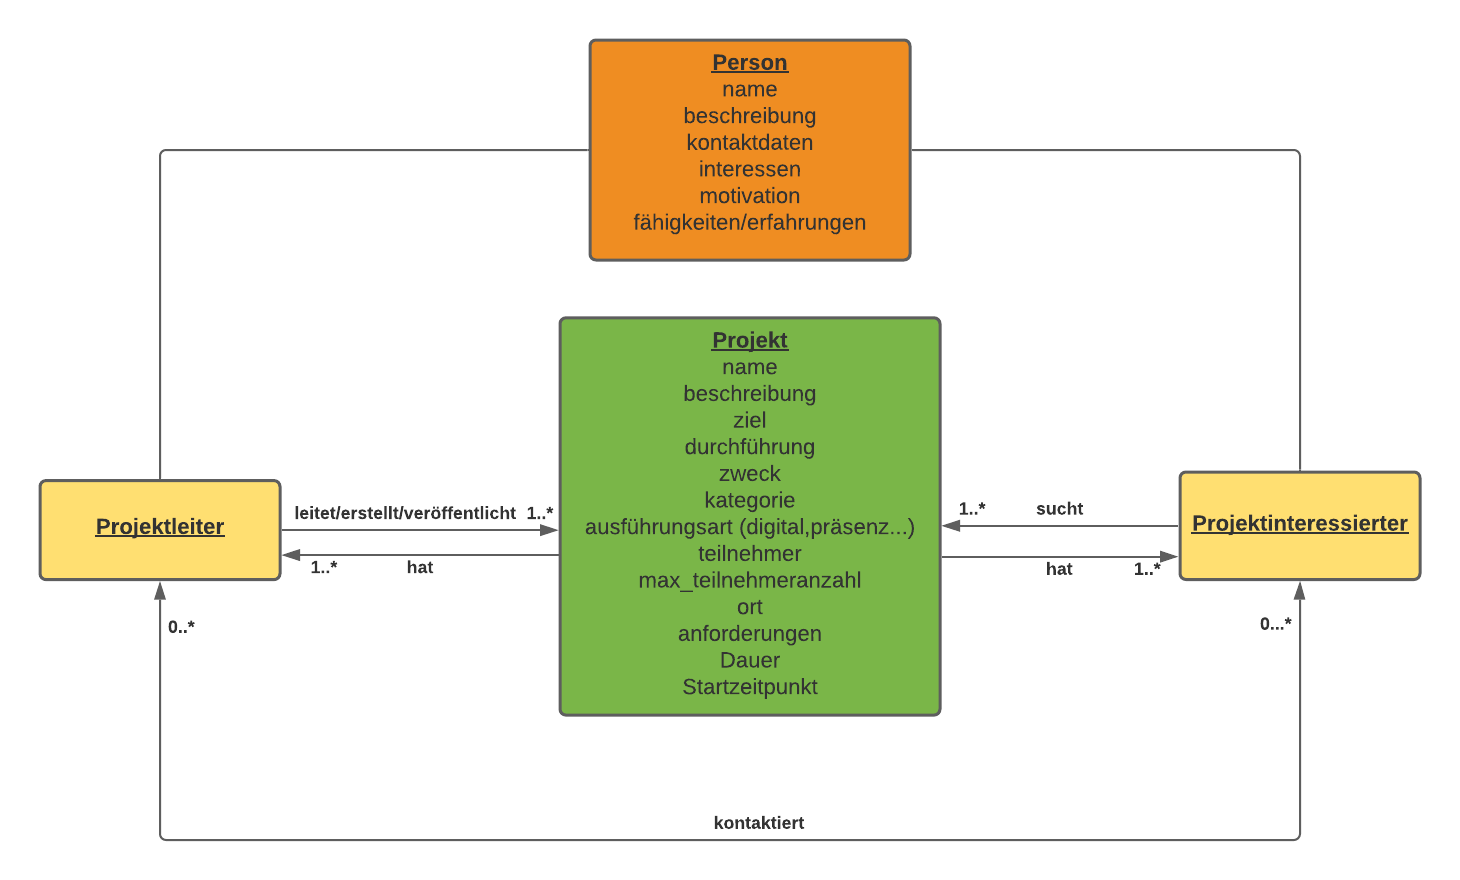 Person
name
beschreibung
kontaktdaten
interessen
motivation
fähigkeiten/erfahrungen
Projekt
name
beschreibung
ziel
durchführung
zweck
kategorie
ausführungsart (digital,präsenz...)
teilnehmer
max_teilnehmeranzahl
ort
anforderungen
Dauer
Startzeitpunkt
Projektleiter
leitet/erstellt/veröffentlicht 1..*
1..* hat
0..*
1..* sucht
Projektinteressierter
hat 1..*
0...*
kontaktiert